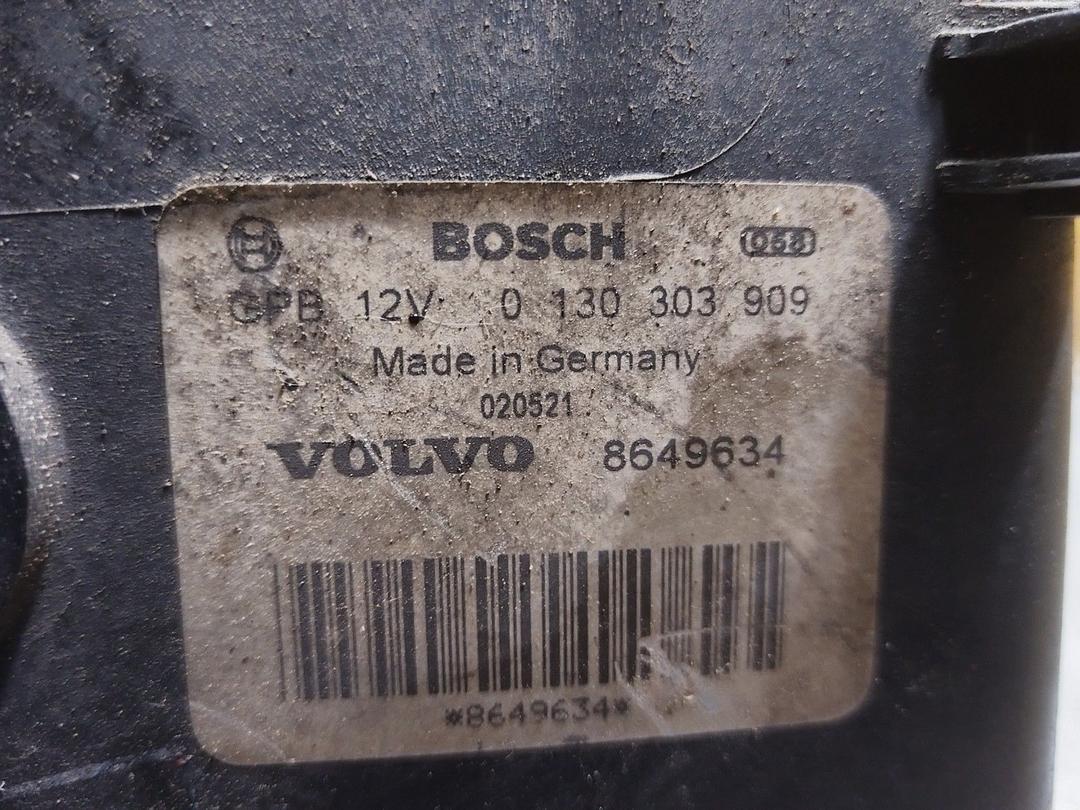 BOSCH 058
GPB 12V 0 130 303 909
Made in Germany
020521
VOLVO 8649634
*8649634*